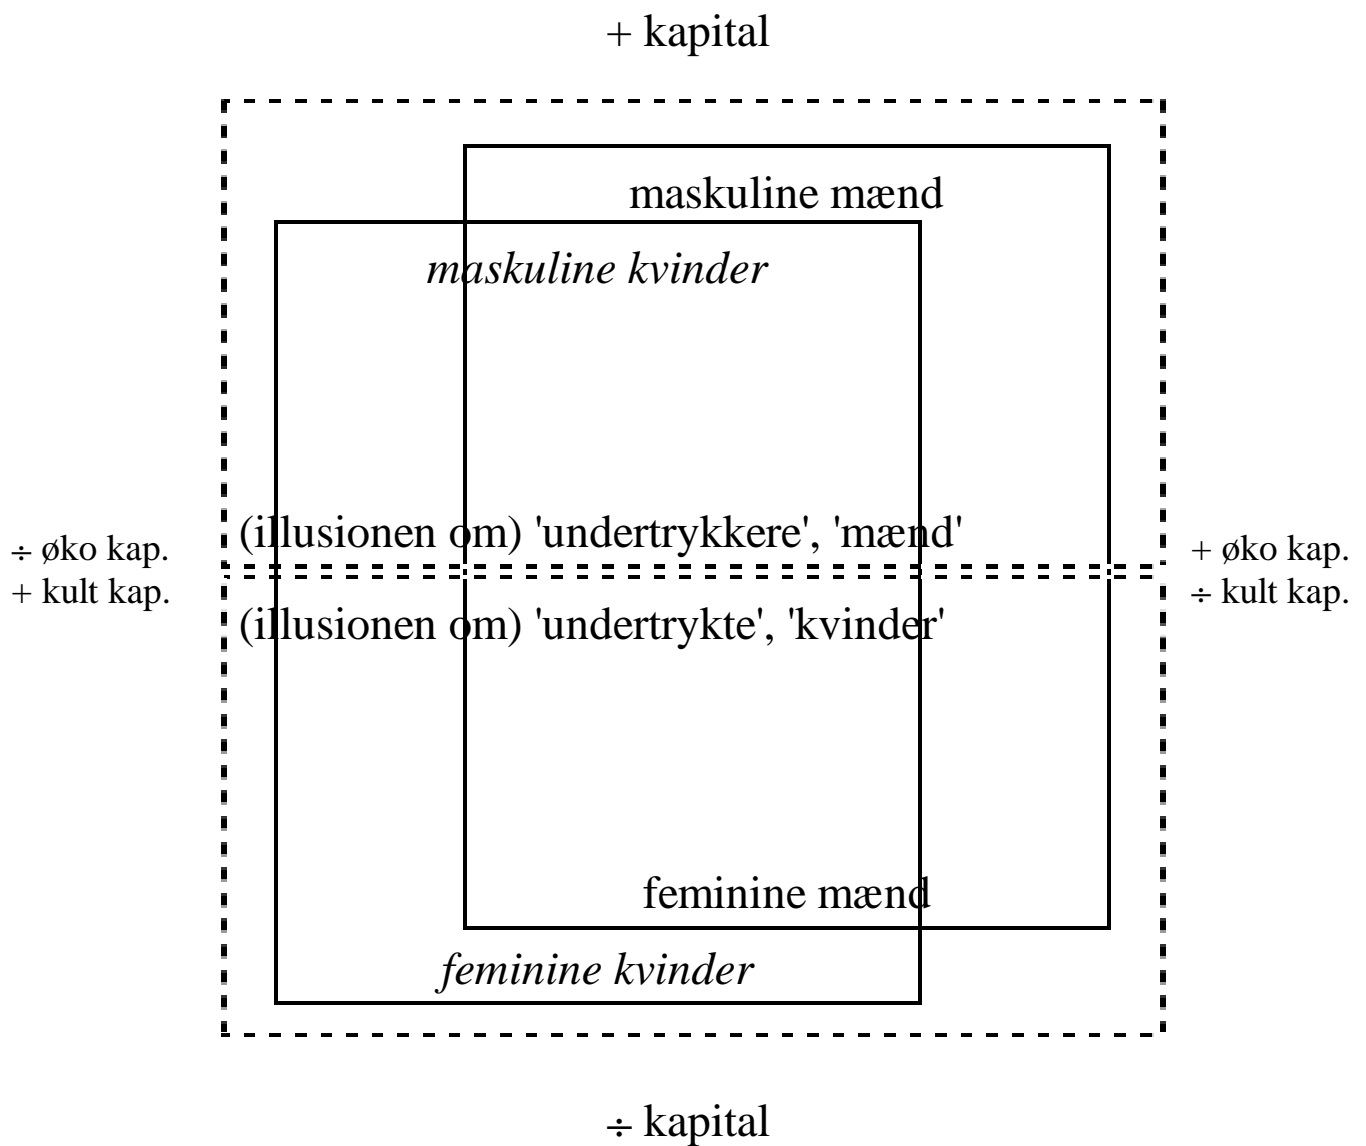 + kapital
maskuline mænd
maskuline kvinder
(illusionen om) 'undertrykkere', 'mænd'
÷ øko kap.
+ kult kap.
+ øko kap.
÷ kult kap.
(illusionen om) 'undertrykte', 'kvinder'
feminine mænd
feminine kvinder
÷ kapital